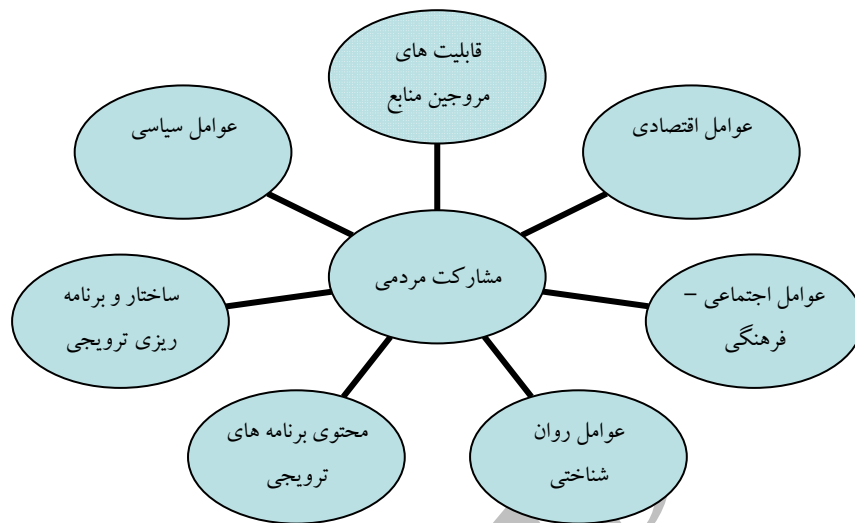 قابلیت های
مروجین منابع
عوامل اقتصادی
عوامل سیاسی
مشارکت مردمی
عوامل اجتماعی –
فرهنگی
ساختار و برنامه
ریزی ترویجی
عوامل روان
شناختی
محتوی برنامه های
ترویجی